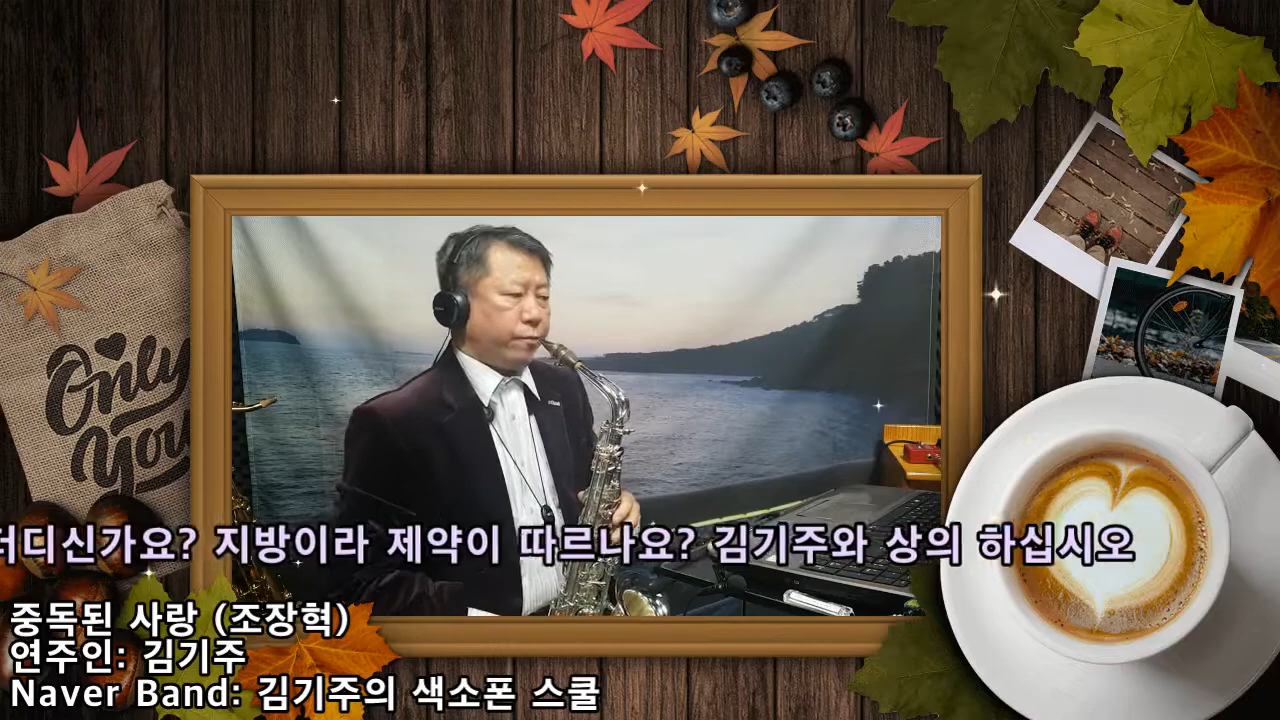 Only
You
더디신가요? 지방이라 제약이 따르나요? 김기주와 상의 하십시오
중독된 사랑 (조장혁)
연주인: 김기주
Naver Band: 김기주의 색소폰 스쿨